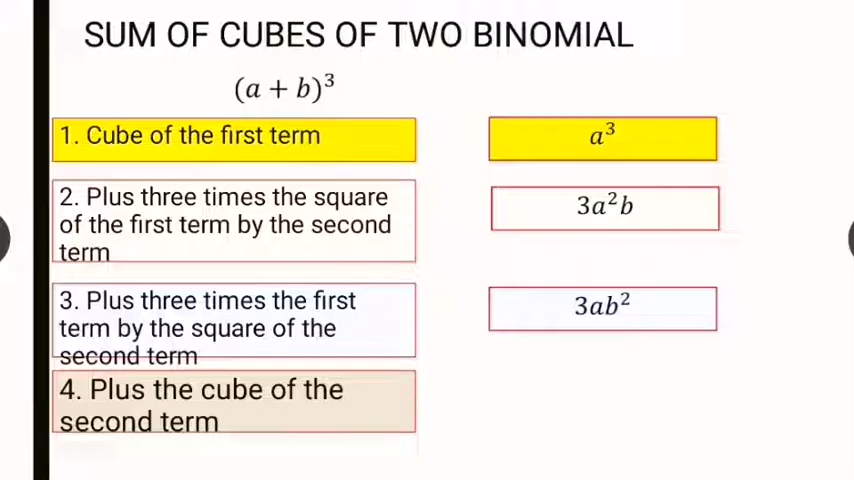 SUM OF CUBES OF TWO BINOMIAL
(a + b)³
1. Cube of the first term
a³
2. Plus three times the square
of the first term by the second
term
3a²b
3. Plus three times the first
term by the square of the
second term
3ab²
4. Plus the cube of the
second term